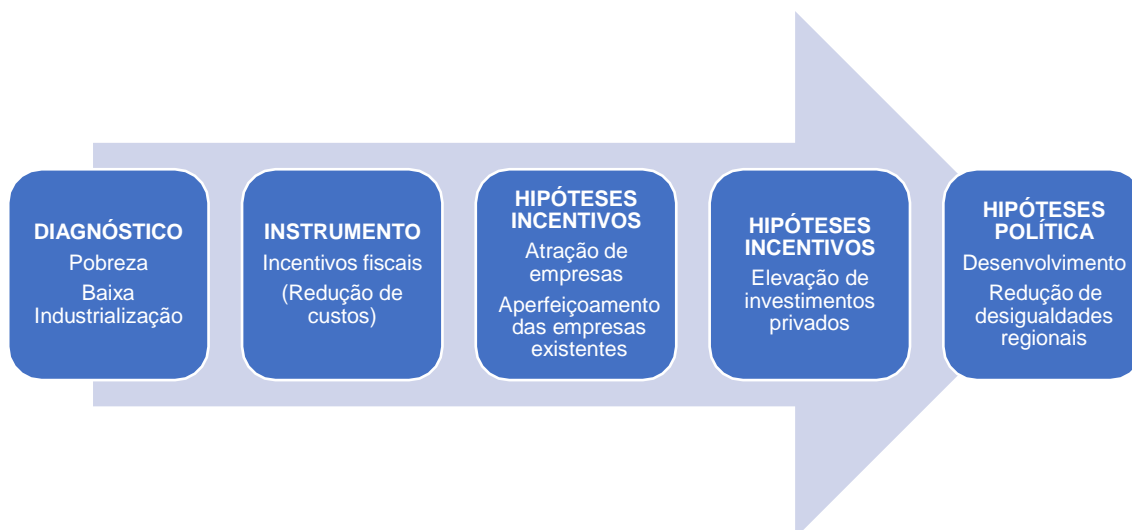 DIAGNÓSTICO
Pobreza
Baixa
Industrialização
INSTRUMENTO
Incentivos fiscais
(Redução de
custos)
HIPÓTESES
INCENTIVOS
Atração de
empresas
Aperfeiçoamento
das empresas
existentes
HIPÓTESES
INCENTIVOS
Elevação de
investimentos
privados
HIPÓTESES
POLÍTICA
Desenvolvimento
Redução de
desigualdades
regionais